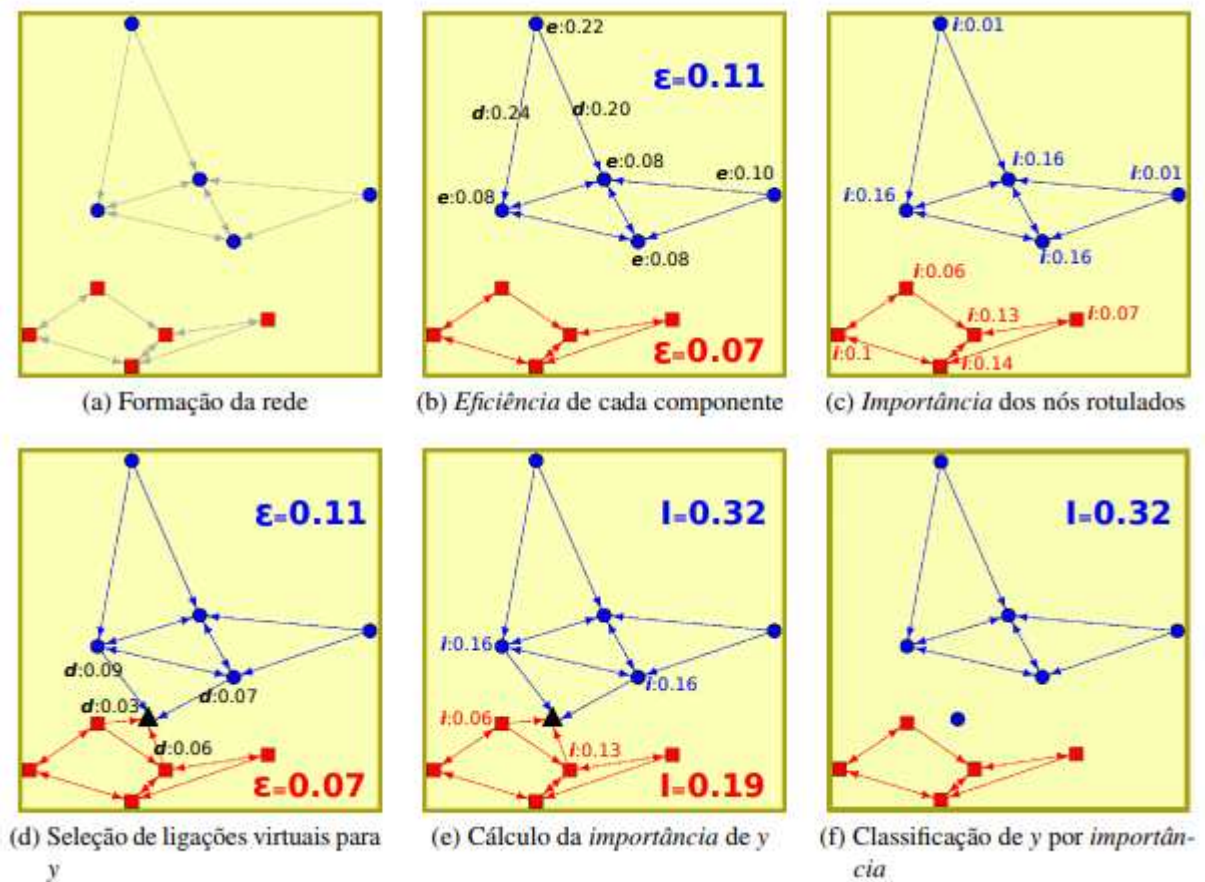 e:0.22
ε=0.11
d:0.24
d:0.20
e:0.08
e:0.10
e:0.08
e:0.08
ε=0.07
i:0.01
i:0.16
i:0.01
i:0.16
i:0.16
i:0.06
i:0.13
i:0.07
i:0.1
i:0.14
(a) Formação da rede
(b) Eficiência de cada componente
(c) Importância dos nós rotulados
ε=0.11
d:0.09
d:0.07
d:0.03
d:0.06
ε=0.07
I=0.32
i:0.16
i:0.16
i:0.06
i:0.13
I=0.19
I=0.32
(d) Seleção de ligações virtuais para
y
(e) Cálculo da importância de y
(f) Classificação de y por importân-
cia